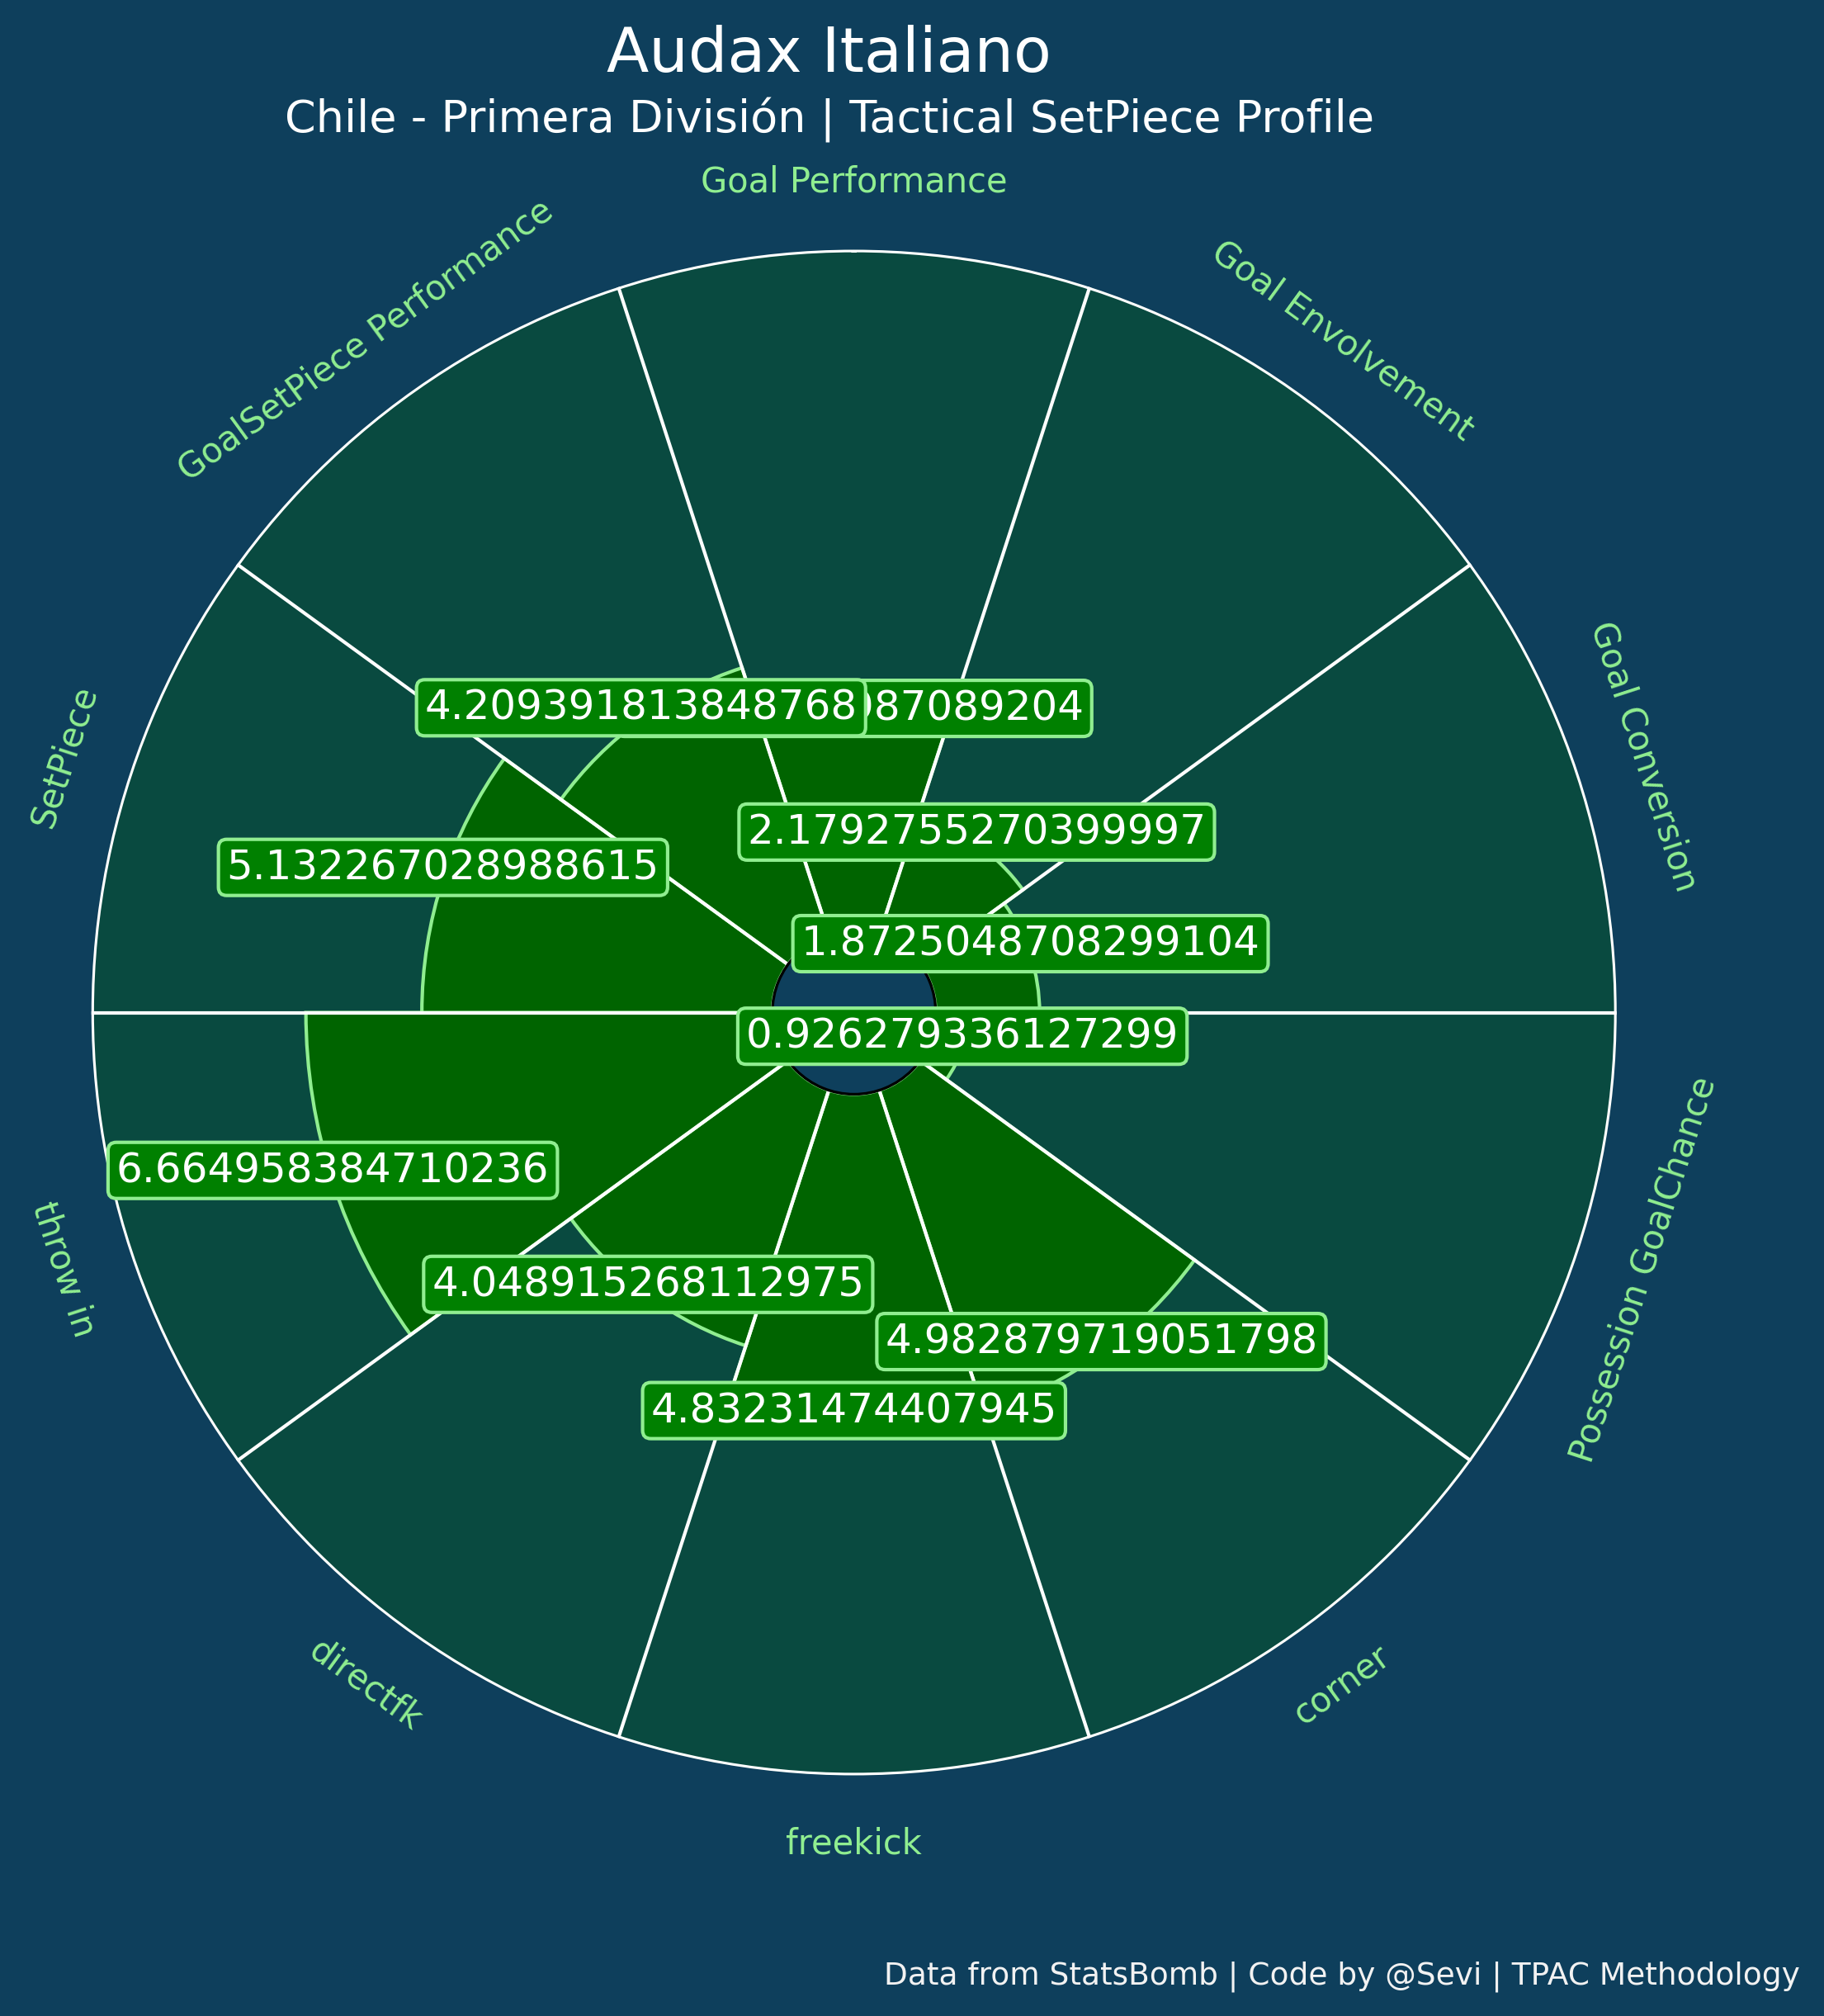 Audax Italiano
Chile - Primera División | Tactical SetPiece Profile
Goal Performance
GoalSetPiece Performance
Goal Envolvement
Goal Conversion
SetPiece
4.209391813848768
87089204
2.1792755270399997
5.132267028988615
1.8725048708299104
0.926279336127299
6.664958384710236
4.048915268112975
4.982879719051798
4.83231474407945
throw in
Possession GoalChance
directfk
corner
freekick
Data from StatsBomb | Code by @Sevi | TPAC Methodology